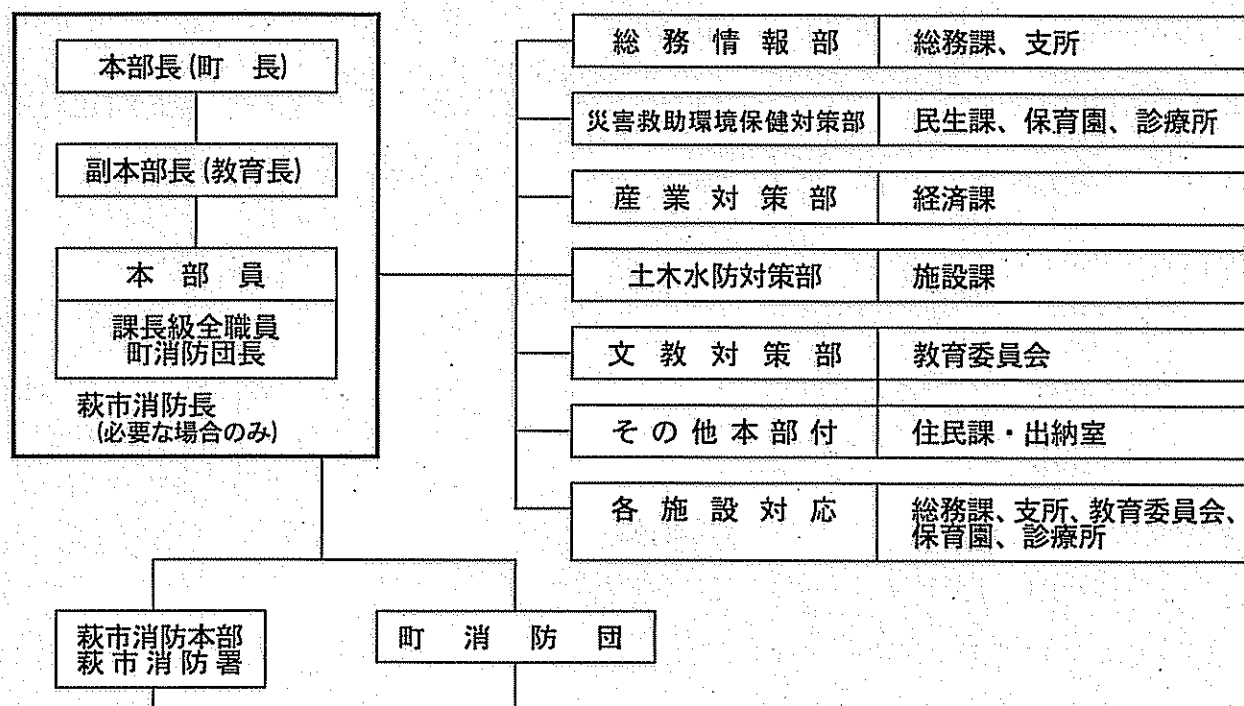 本部長(町　長)
副本部長(教育長)
本　部　員
課長級全職員
町消防団長
萩市消防長
(必要な場合のみ)
総　務　情　報　部
総務課、支所
災害救助環境保健対策部
民生課、保育園、診療所
産　業　対　策　部
経済課
土木水防対策部
施設課
文　教　対　策　部
教育委員会
そ の 他 本 部 付
住民課・出納室
各　施　設　対　応
総務課、支所、教育委員会、
保育園、診療所
萩市消防本部
萩 市 消 防 署
町　消　防　団